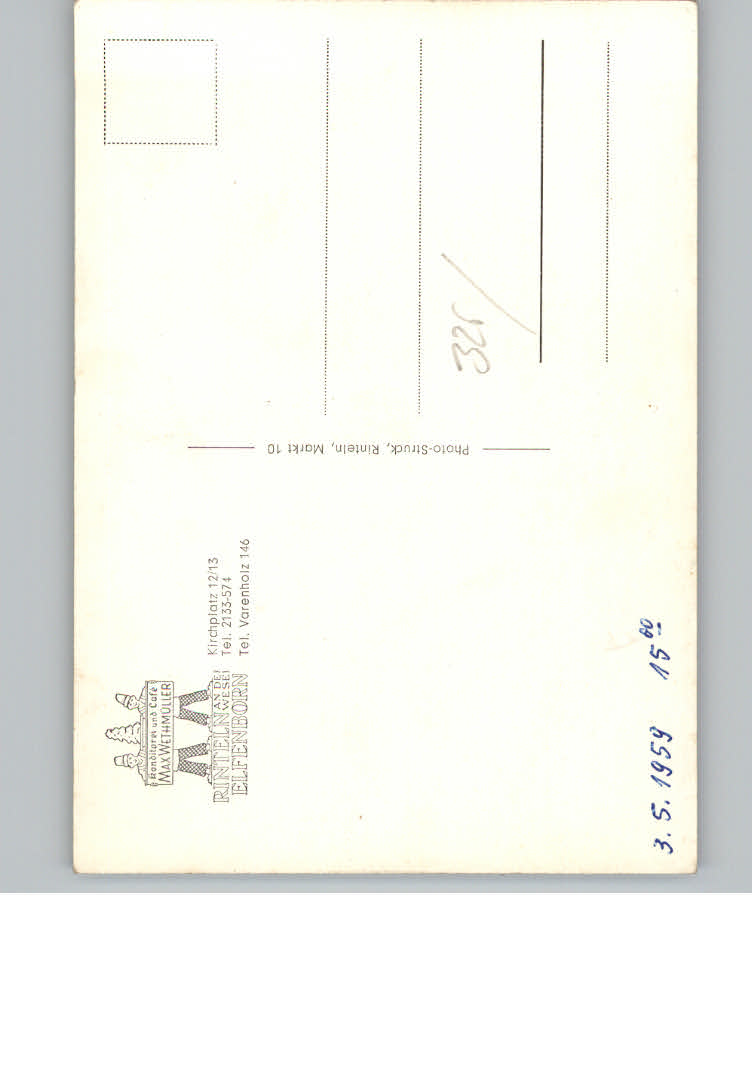 Konditorei und Café
MAX WETHMÜLLER
RINTELN AN DER WESER
ELFENBORN
Kirchplatz 12/13
Tel. 2133-574
Tel. Varenholz 146
Photo-Struck, Rinteln, Markt 10
3.5.1959 15⁰⁰